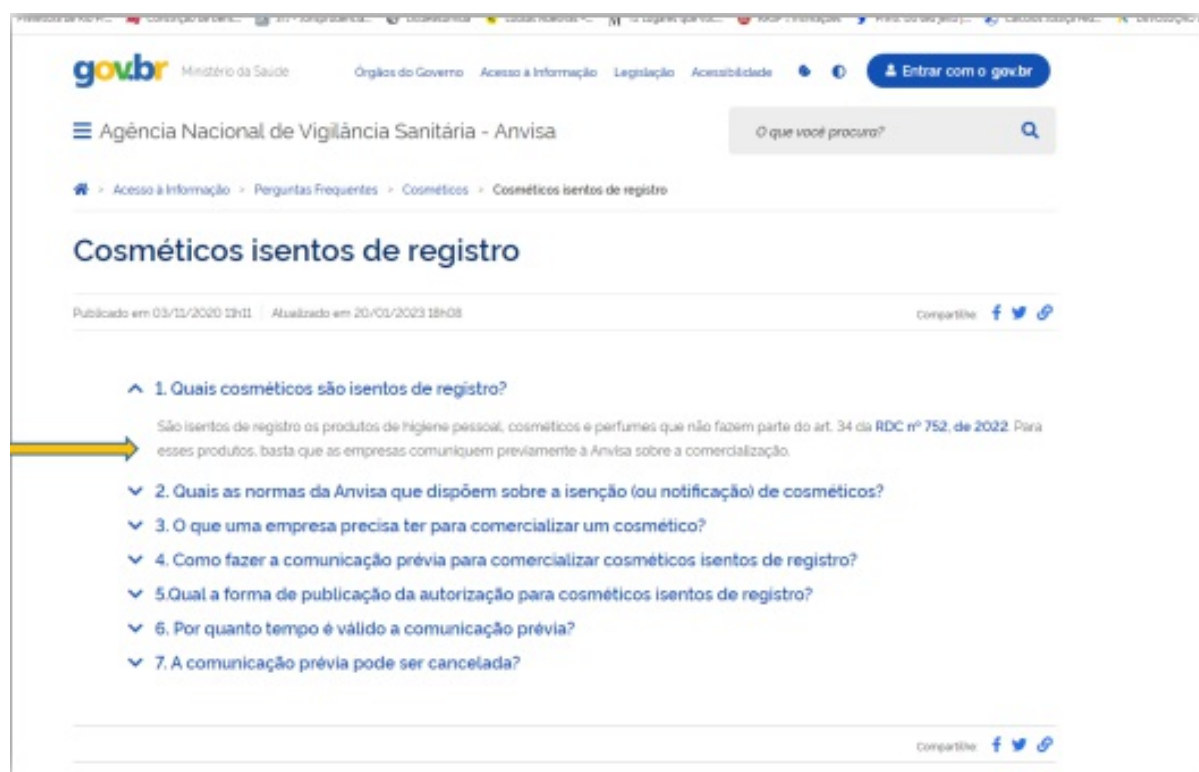 gov.br Ministério da Saúde Órgãos do Governo Acesso à Informação Legislação Acessibilidade Entrar com o gov.br
Agência Nacional de Vigilância Sanitária - Anvisa O que você procura?
> Acesso à Informação > Perguntas Frequentes > Cosméticos > Cosméticos isentos de registro
Cosméticos isentos de registro
Publicado em 03/11/2020 11h11 Atualizado em 20/01/2023 18h08 Compartilhe:
1. Quais cosméticos são isentos de registro?
São isentos de registro os produtos de higiene pessoal, cosméticos e perfumes que não fazem parte do art. 34 da RDC nº 752, de 2022. Para
esses produtos, basta que as empresas comuniquem previamente à Anvisa sobre a comercialização.
2. Quais as normas da Anvisa que dispõem sobre a isenção (ou notificação) de cosméticos?
3. O que uma empresa precisa ter para comercializar um cosmético?
4. Como fazer a comunicação prévia para comercializar cosméticos isentos de registro?
5.Qual a forma de publicação da autorização para cosméticos isentos de registro?
6. Por quanto tempo é válido a comunicação prévia?
7. A comunicação prévia pode ser cancelada?
Compartilhe: